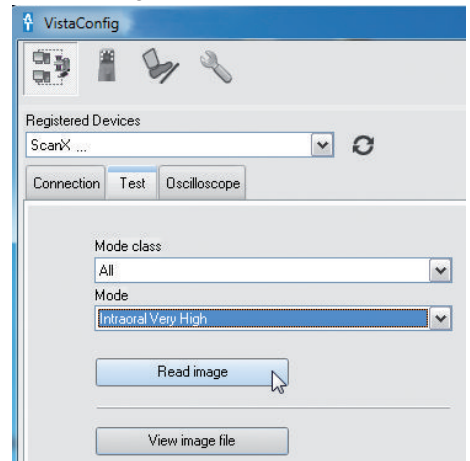 VistaConfig
Registered Devices
ScanX ...
Connection Test Oscilloscope
Mode class
All
Mode
Intraoral Very High
Read image
View image file